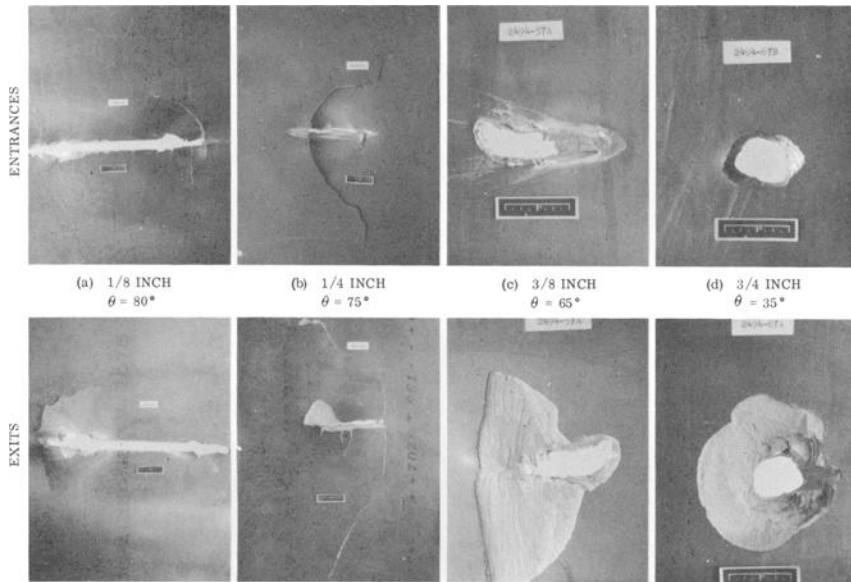 ENTRANCES
(a) 1/8 INCH
θ = 80°
(b) 1/4 INCH
θ = 75°
(c) 3/8 INCH
θ = 65°
(d) 3/4 INCH
θ = 35°
EXITS